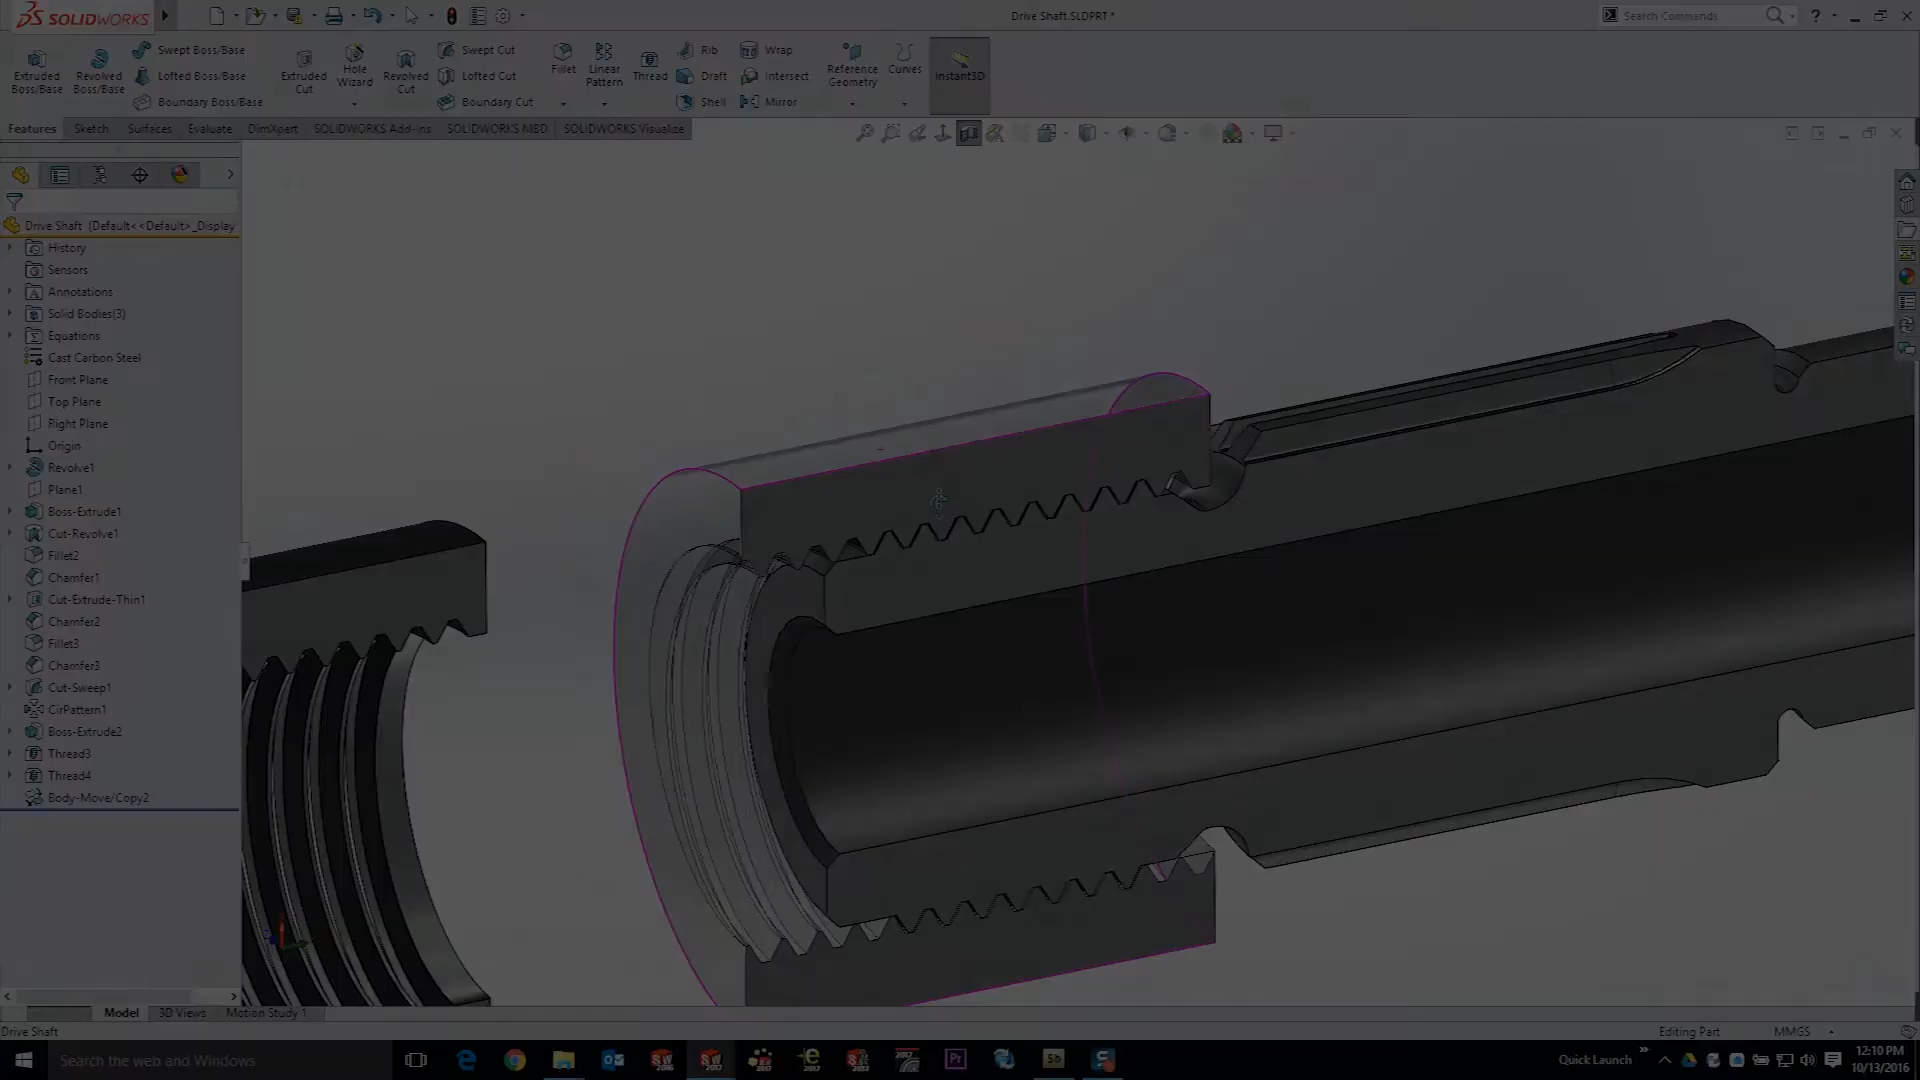 SOLIDWORKS
Drive Shaft.SLDPRT *
Search Commands
Extruded Boss/Base
Revolved Boss/Base
Swept Boss/Base
Lofted Boss/Base
Boundary Boss/Base
Extruded Cut
Hole Wizard
Revolved Cut
Swept Cut
Lofted Cut
Boundary Cut
Fillet
Linear Pattern
Thread
Rib
Draft
Shell
Wrap
Intersect
Mirror
Reference Geometry
Curves
Instant3D
Features
Sketch
Surfaces
Evaluate
DimXpert
SOLIDWORKS Add-Ins
SOLIDWORKS MBD
SOLIDWORKS Visualize
Drive Shaft (Default<<Default>_Display
History
Sensors
Annotations
Solid Bodies(3)
Equations
Cast Carbon Steel
Front Plane
Top Plane
Right Plane
Origin
Revolve1
Plane1
Boss-Extrude1
Cut-Revolve1
Fillet2
Chamfer1
Cut-Extrude-Thin1
Chamfer2
Fillet3
Chamfer3
Cut-Sweep1
CirPattern1
Boss-Extrude2
Thread3
Thread4
Body-Move/Copy2
Model
3D Views
Motion Study 1
Drive Shaft
Editing Part
MMGS
Search the web and Windows
2017
Pr
Sb
Quick Launch
12:10 PM
10/13/2016